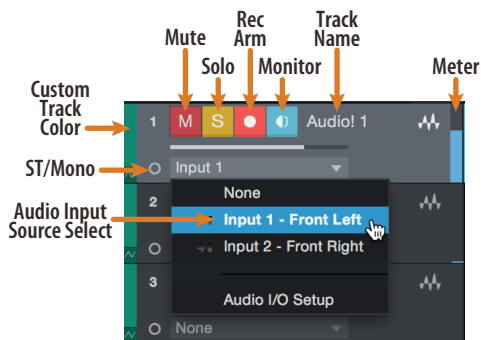 Mute
Rec
Arm
Track
Name
Solo
Monitor
Meter
Custom
Track
Color
1
M
S
Audio! 1
ST/Mono
Input 1
None
2
Audio Input
Source Select
Input 1 - Front Left
Input 2 - Front Right
3
Audio I/O Setup
None